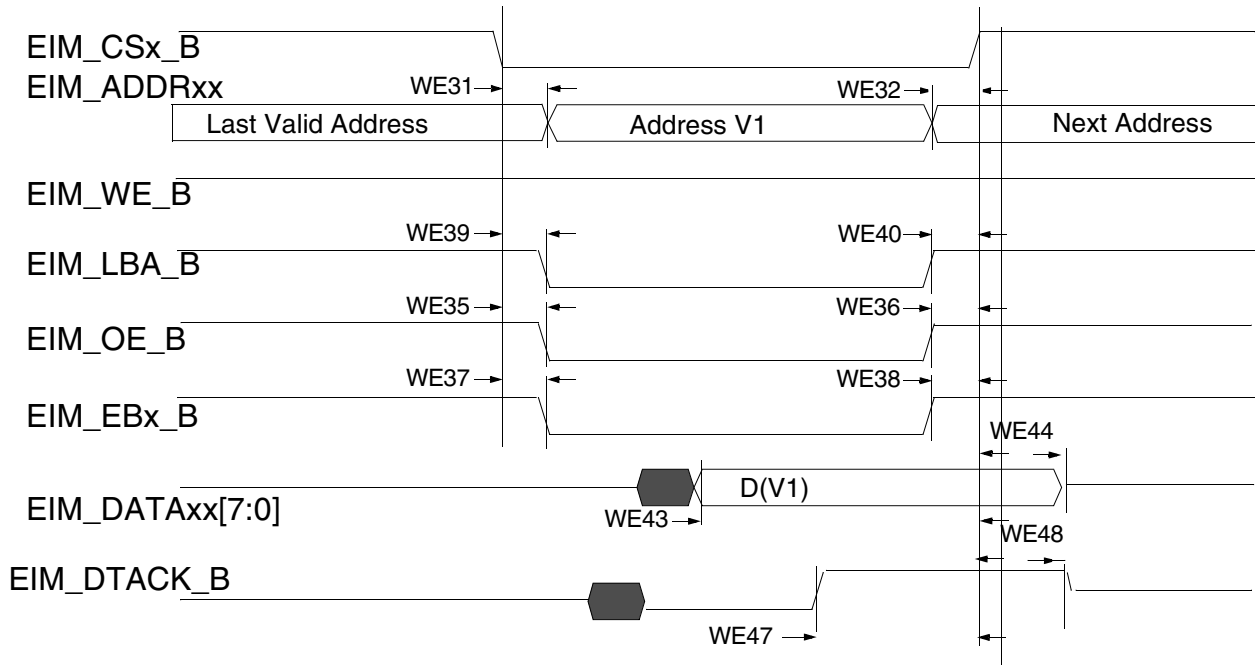 EIM_CSx_B
EIM_ADDRxx
WE31
WE32
Last Valid Address
Address V1
Next Address
EIM_WE_B
WE39
WE40
EIM_LBA_B
WE35
WE36
EIM_OE_B
WE37
WE38
EIM_EBx_B
WE44
D(V1)
EIM_DATAxx[7:0]
WE43
WE48
EIM_DTACK_B
WE47